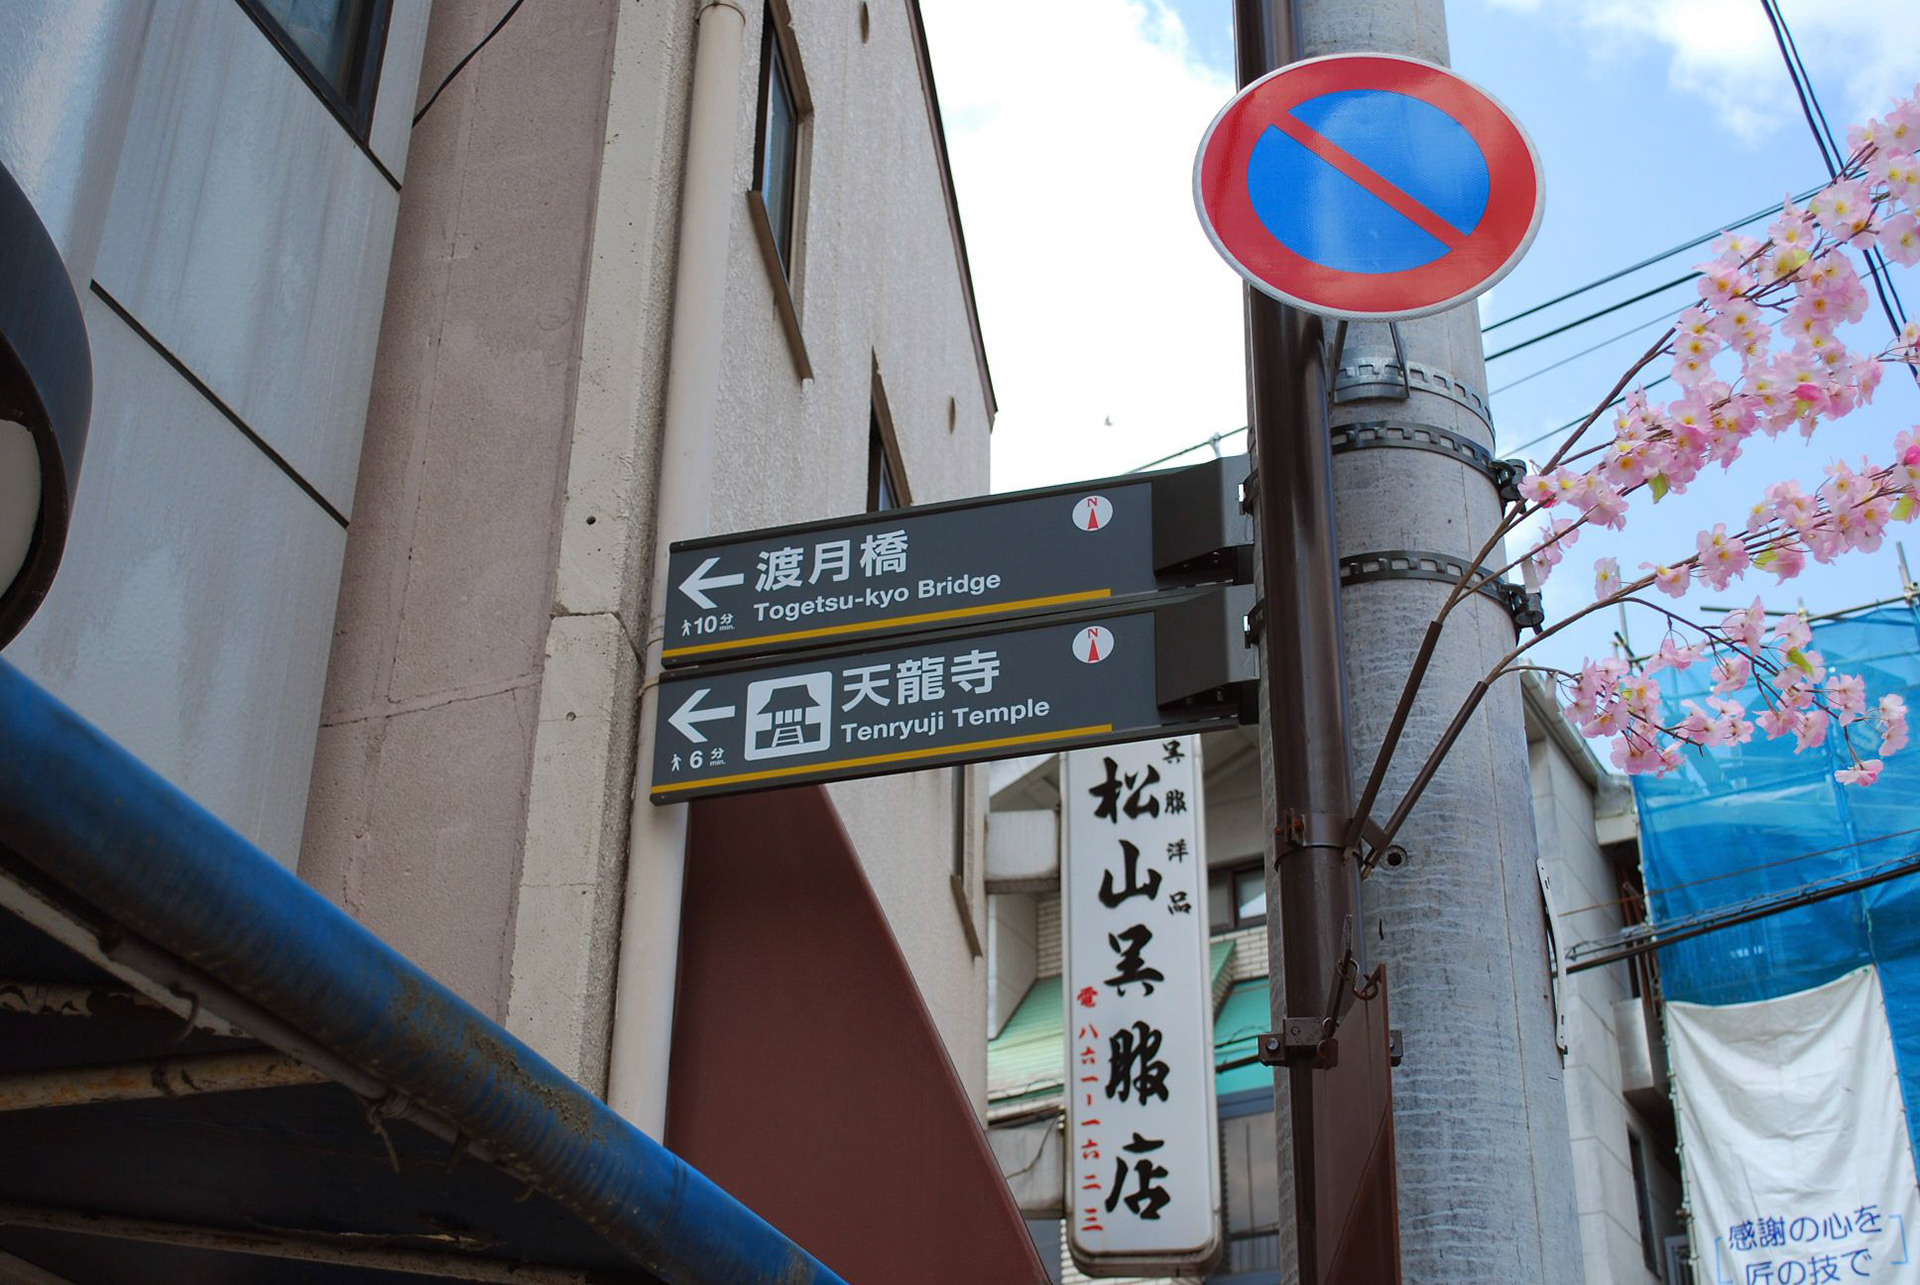 N
渡月橋
Togetsu-kyo Bridge
10分
min.
N
天龍寺
Tenryuji Temple
6分
min.
呉服洋品
松山呉服店
電八六一ー一六二三
感謝の心を
匠の技で